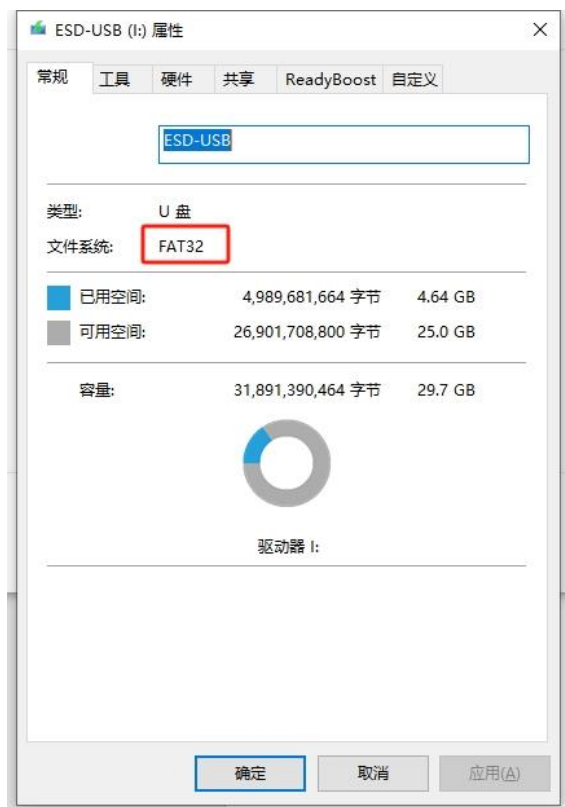 ESD-USB (I:) 属性
常规 工具 硬件 共享 ReadyBoost 自定义
ESD-USB
类型: U 盘
文件系统: FAT32
已用空间: 4,989,681,664 字节 4.64 GB
可用空间: 26,901,708,800 字节 25.0 GB
容量: 31,891,390,464 字节 29.7 GB
驱动器 I:
确定 取消 应用(A)